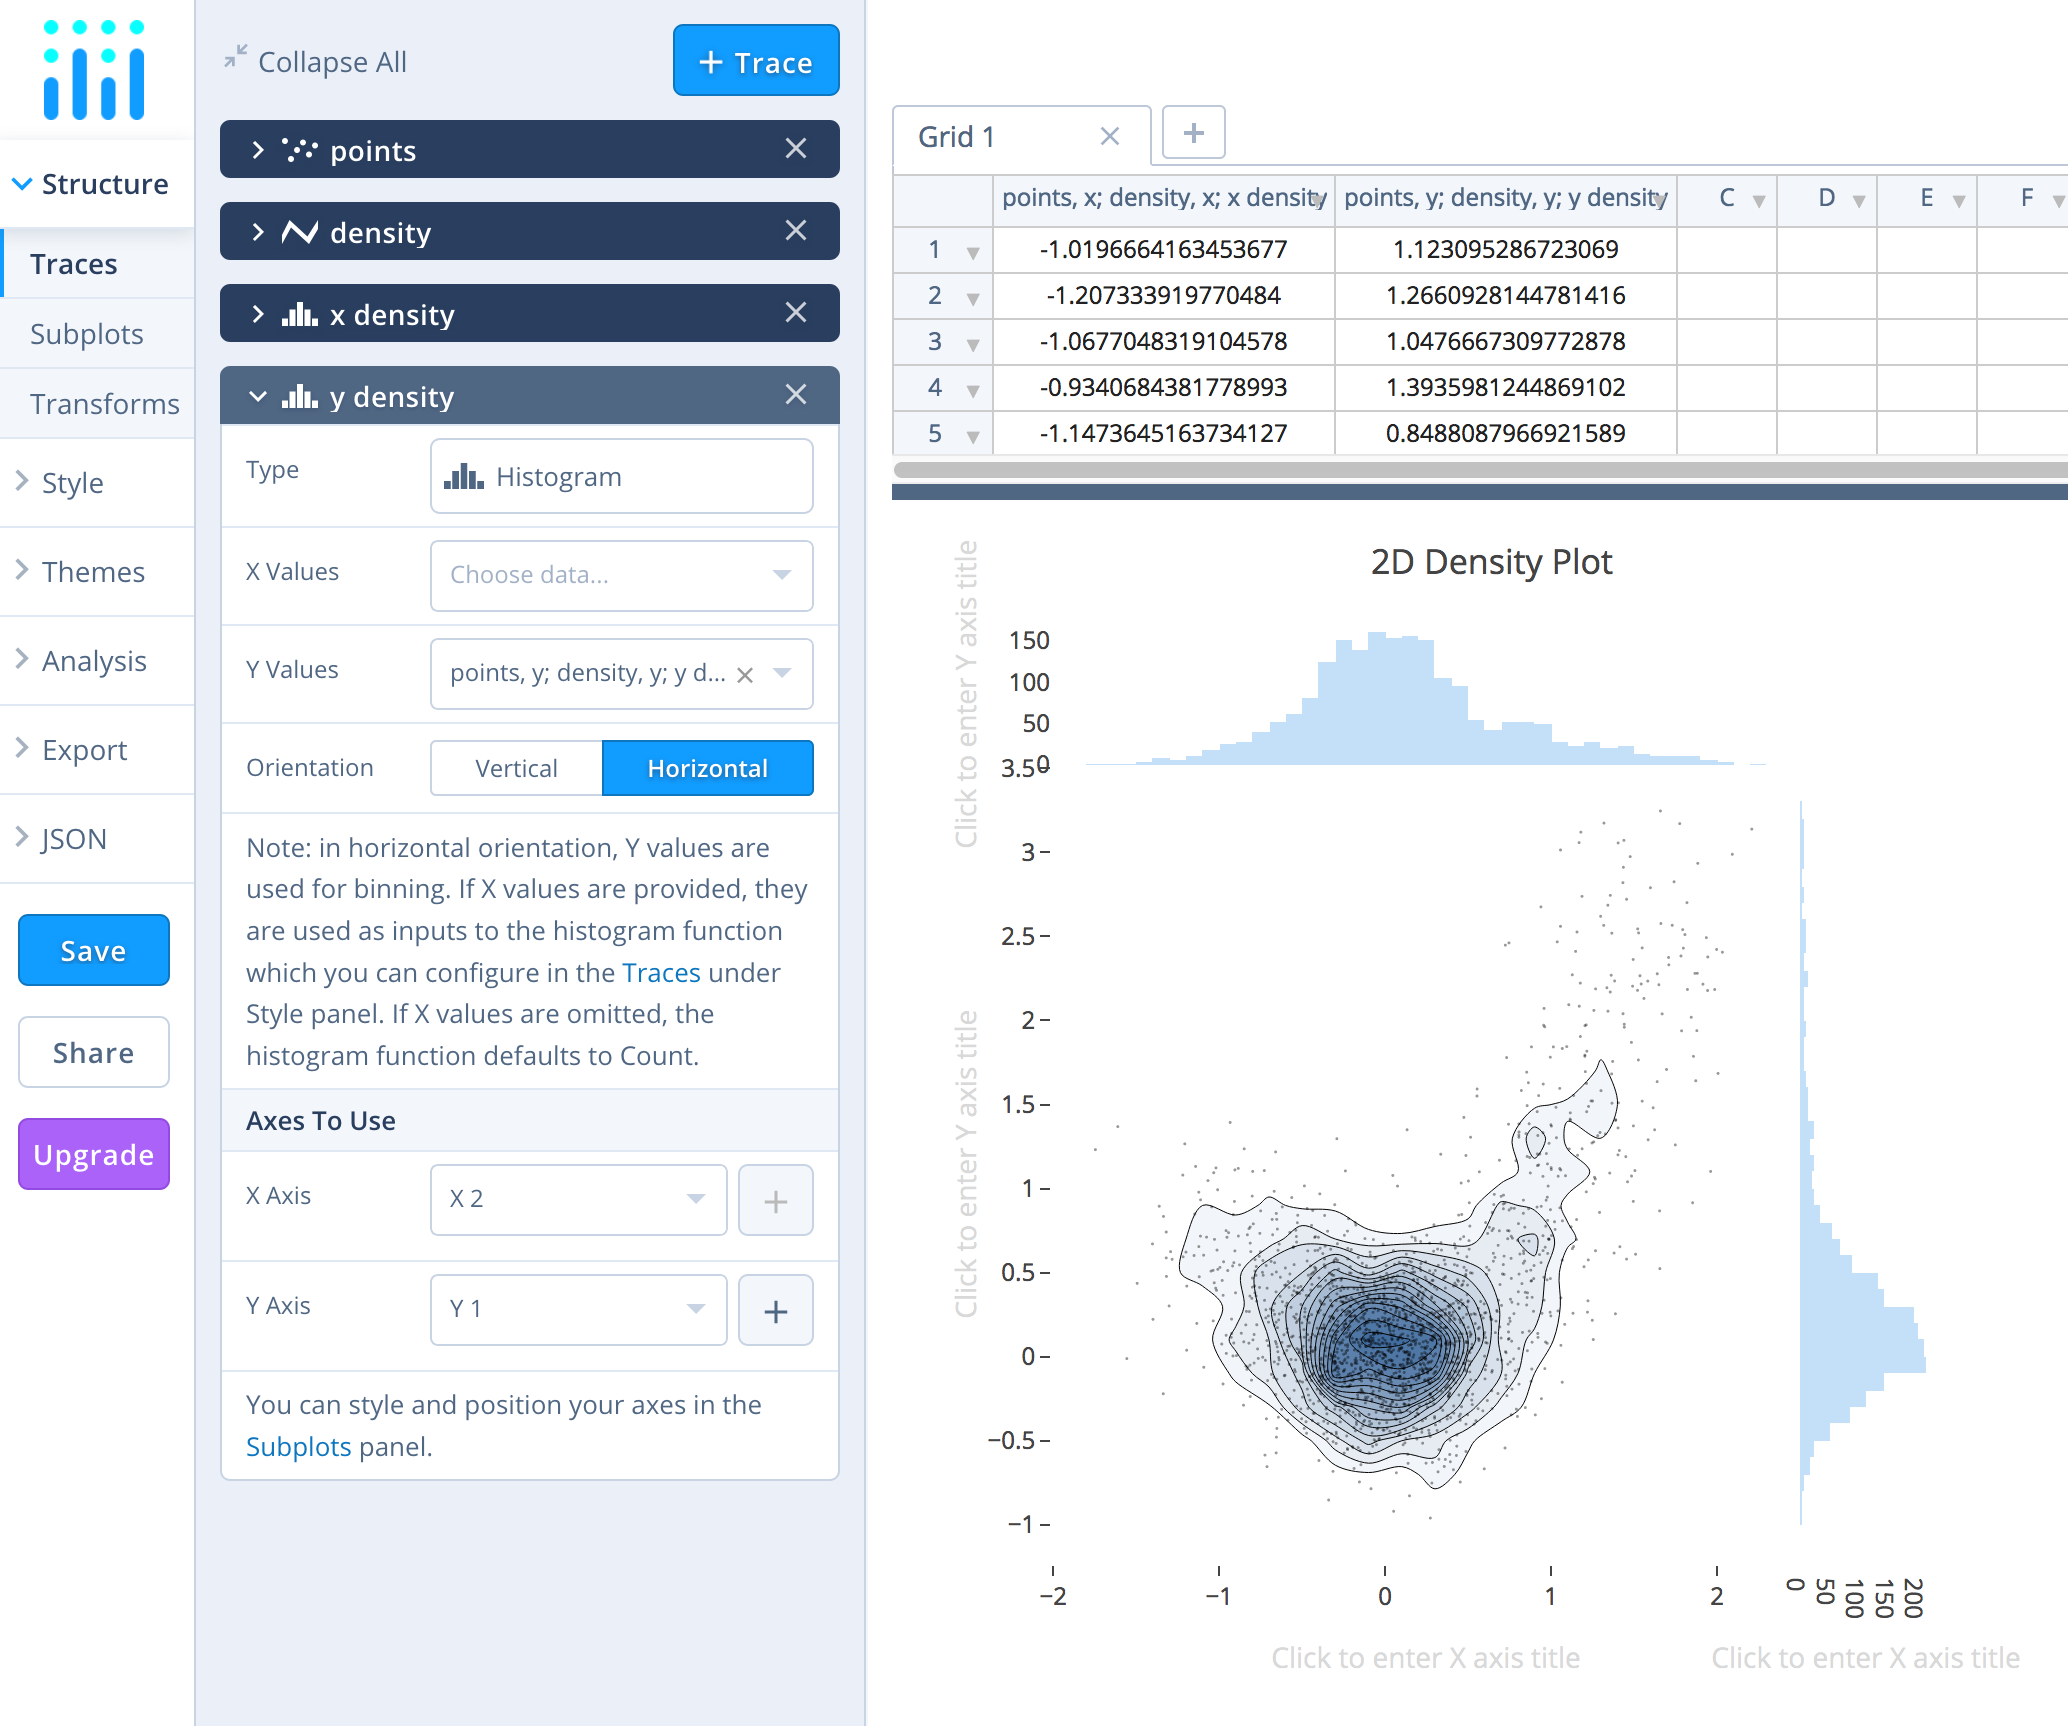 Collapse All
+ Trace
points
density
x density
y density
Type
Histogram
X Values
Choose data...
Y Values
points, y; density, y; y d...
Orientation
Vertical
Horizontal
Note: in horizontal orientation, Y values are
used for binning. If X values are provided, they
are used as inputs to the histogram function
which you can configure in the Traces under
Style panel. If X values are omitted, the
histogram function defaults to Count.
Axes To Use
X Axis
X 2
+
Y Axis
Y 1
+
You can style and position your axes in the
Subplots panel.
Structure
Traces
Subplots
Transforms
Style
Themes
Analysis
Export
JSON
Save
Share
Upgrade
Grid 1
+
points, x; density, x; x density
points, y; density, y; y density
C
D
E
F
1 -1.0196664163453677 1.123095286723069
2 -1.207333919770484 1.2660928144781416
3 -1.0677048319104578 1.0476667309772878
4 -0.9340684381778993 1.3935981244869102
5 -1.1473645163734127 0.8488087966921589
2D Density Plot
Click to enter Y axis title
150
100
50
0
3.5
Click to enter Y axis title
3
2.5
2
1.5
1
0.5
0
−0.5
−1
−2 −1 0 1 2
0 50 100 150 200
Click to enter X axis title
Click to enter X axis title